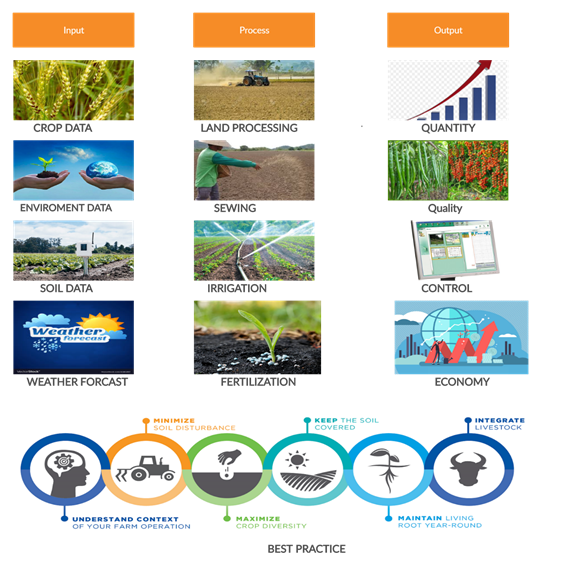 Input
Process
Output
CROP DATA
LAND PROCESSING
QUANTITY
ENVIROMENT DATA
SEWING
Quality
SOIL DATA
IRRIGATION
CONTROL
Weather
forecast
WEATHER FORCAST
FERTILIZATION
ECONOMY
MINIMIZE
SOIL DISTURBANCE
KEEP THE SOIL
COVERED
INTEGRATE
LIVESTOCK
UNDERSTAND CONTEXT
OF YOUR FARM OPERATION
MAXIMIZE
CROP DIVERSITY
MAINTAIN LIVING
ROOT YEAR-ROUND
BEST PRACTICE